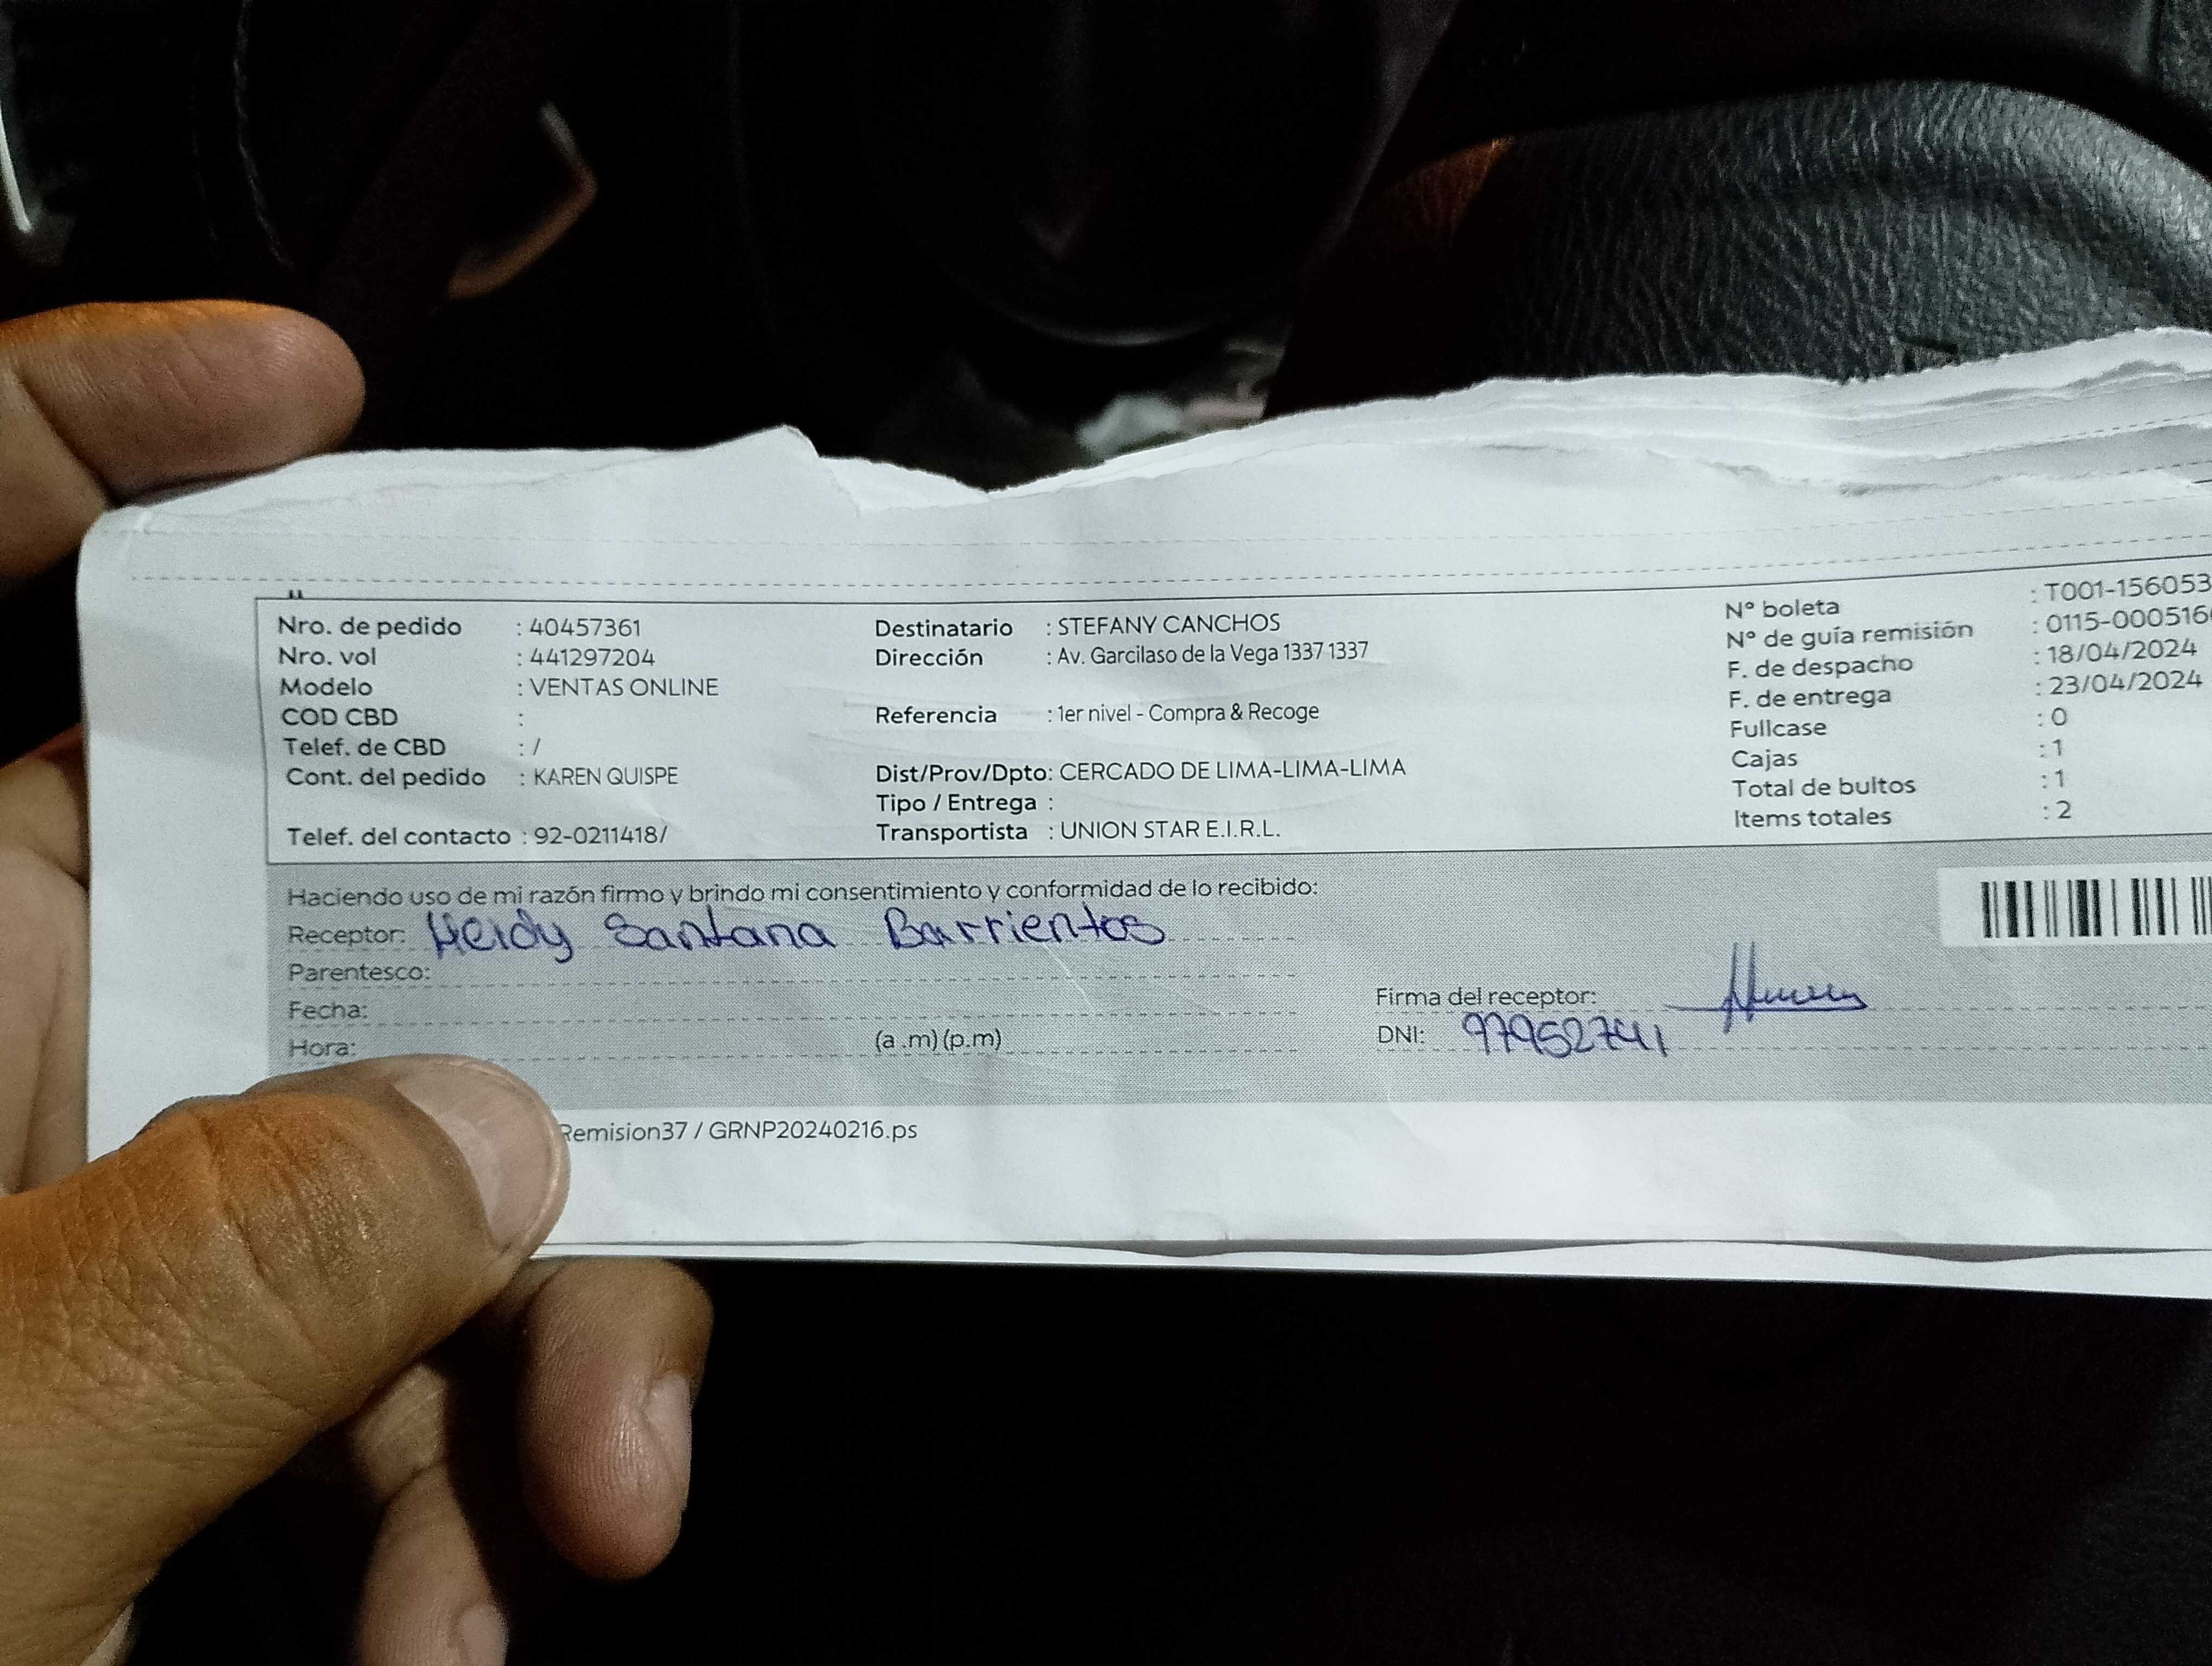 Nro. de pedido : 40457361
Nro. vol : 441297204
Modelo : VENTAS ONLINE
COD CBD :
Telef. de CBD : /
Cont. del pedido : KAREN QUISPE
Telef. del contacto : 92-0211418/
Destinatario : STEFANY CANCHOS
Dirección : Av. Garcilaso de la Vega 1337 1337
Referencia : 1er nivel - Compra & Recoge
Dist/Prov/Dpto: CERCADO DE LIMA-LIMA-LIMA
Tipo / Entrega :
Transportista : UNION STAR E.I.R.L.
Nº boleta : T001-156053
Nº de guía remisión : 0115-000516
F. de despacho : 18/04/2024
F. de entrega : 23/04/2024
Fullcase : 0
Cajas : 1
Total de bultos : 1
Items totales : 2
Haciendo uso de mi razón firmo y brindo mi consentimiento y conformidad de lo recibido:
Receptor: Heidy Santana Barrientos
Parentesco:
Fecha:
Hora: (a .m) (p.m)
Firma del receptor:
DNI: 97952741
Remision37 / GRNP20240216.ps